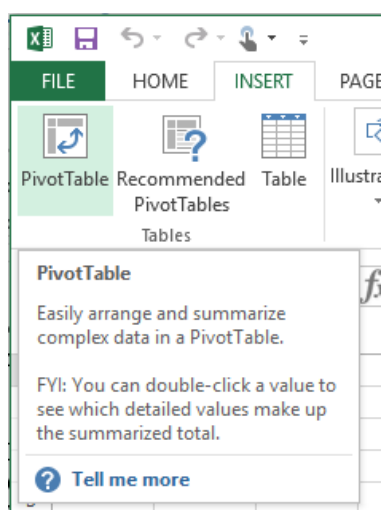 FILE HOME INSERT PAGE
PivotTable Recommended PivotTables Table Illustra
Tables
fx
PivotTable
Easily arrange and summarize
complex data in a PivotTable.
FYI: You can double-click a value to
see which detailed values make up
the summarized total.
Tell me more